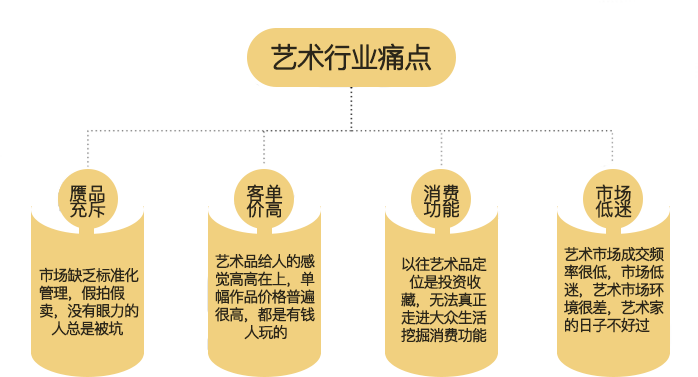 艺术行业痛点
赝品
充斥
客单
价高
消费
功能
市场
低迷
市场缺乏标准化
管理，假拍假
卖，没有眼力的
人总是被坑
艺术品给人的感
觉高高在上，单
幅作品价格普遍
很高，都是有钱
人玩的
以往艺术品定
位是投资收
藏，无法真正
走进大众生活
挖掘消费功能
艺术市场成交频
率很低，市场低
迷，艺术市场环
境很差，艺术家
的日子不好过